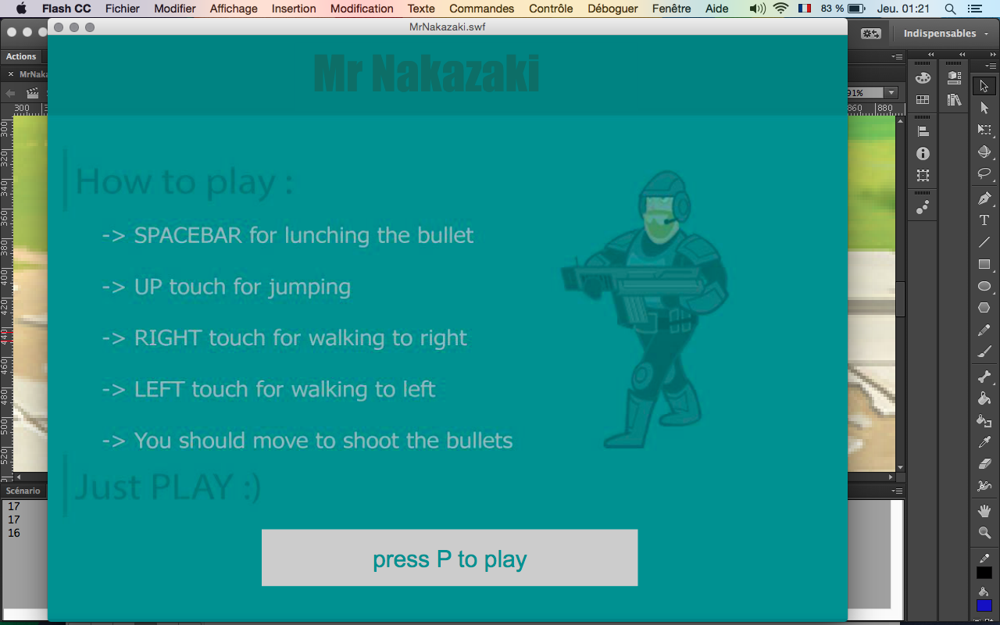 Flash CC Fichier Modifier Affichage Insertion Modification Texte Commandes Contrôle Déboguer Fenêtre Aide 83 % Jeu. 01:21
MrNakazaki.swf
Indispensables
Actions
Mr Nakazaki
× MrNaka
91%
300
860 880
300
320
340
360
380
400
420
440
460
480
500
520
How to play :
-> SPACEBAR for lunching the bullet
-> UP touch for jumping
-> RIGHT touch for walking to right
-> LEFT touch for walking to left
-> You should move to shoot the bullets
Just PLAY :)
Scénario
17
17
16
press P to play